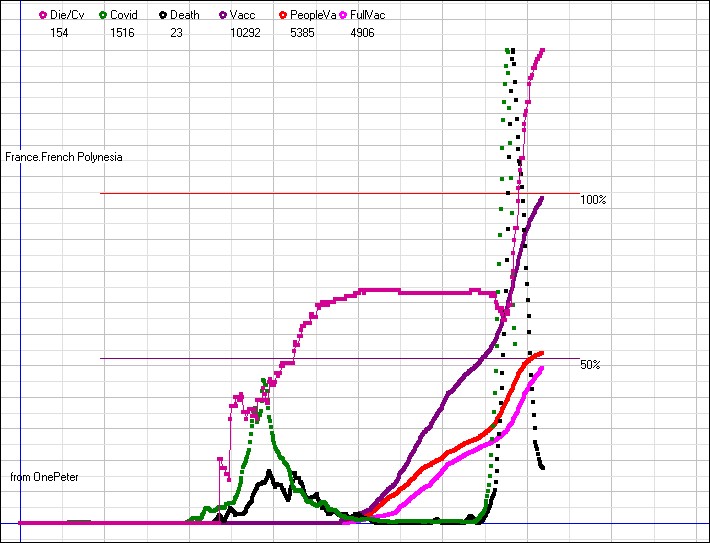 Die/Cv Covid Death Vacc PeopleVa FullVac
154 1516 23 10292 5385 4906
France.French Polynesia
100%
50%
from OnePeter